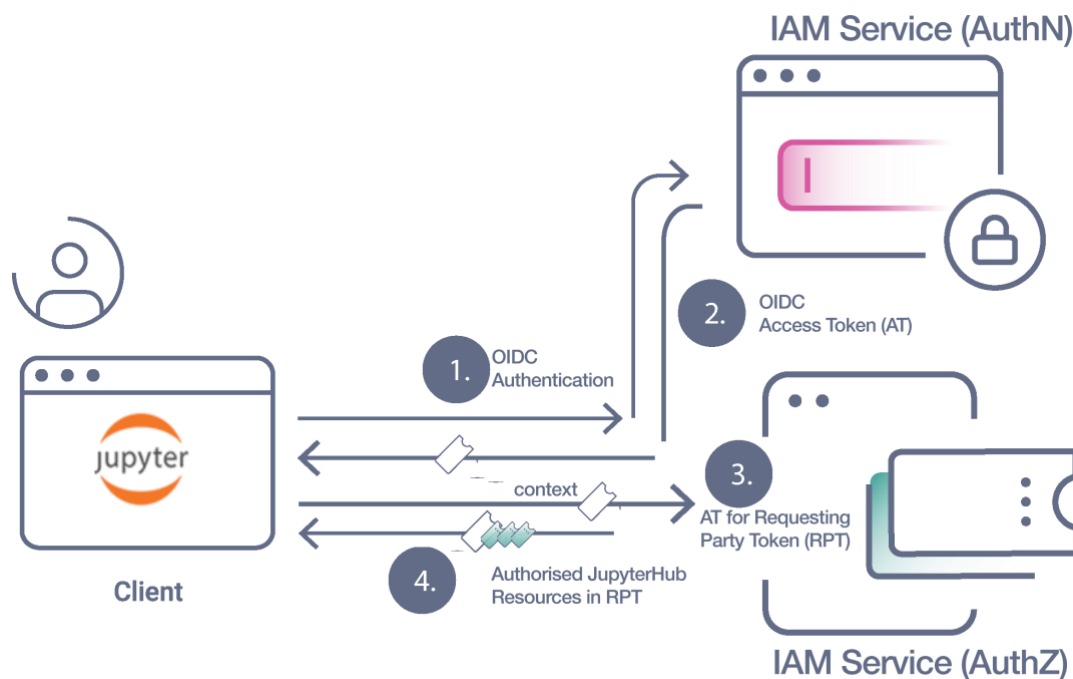 IAM Service (AuthN)
2.
OIDC
Access Token (AT)
1.
OIDC
Authentication
jupyter
3.
context
AT for Requesting
Party Token (RPT)
4.
Authorised JupyterHub
Resources in RPT
Client
IAM Service (AuthZ)